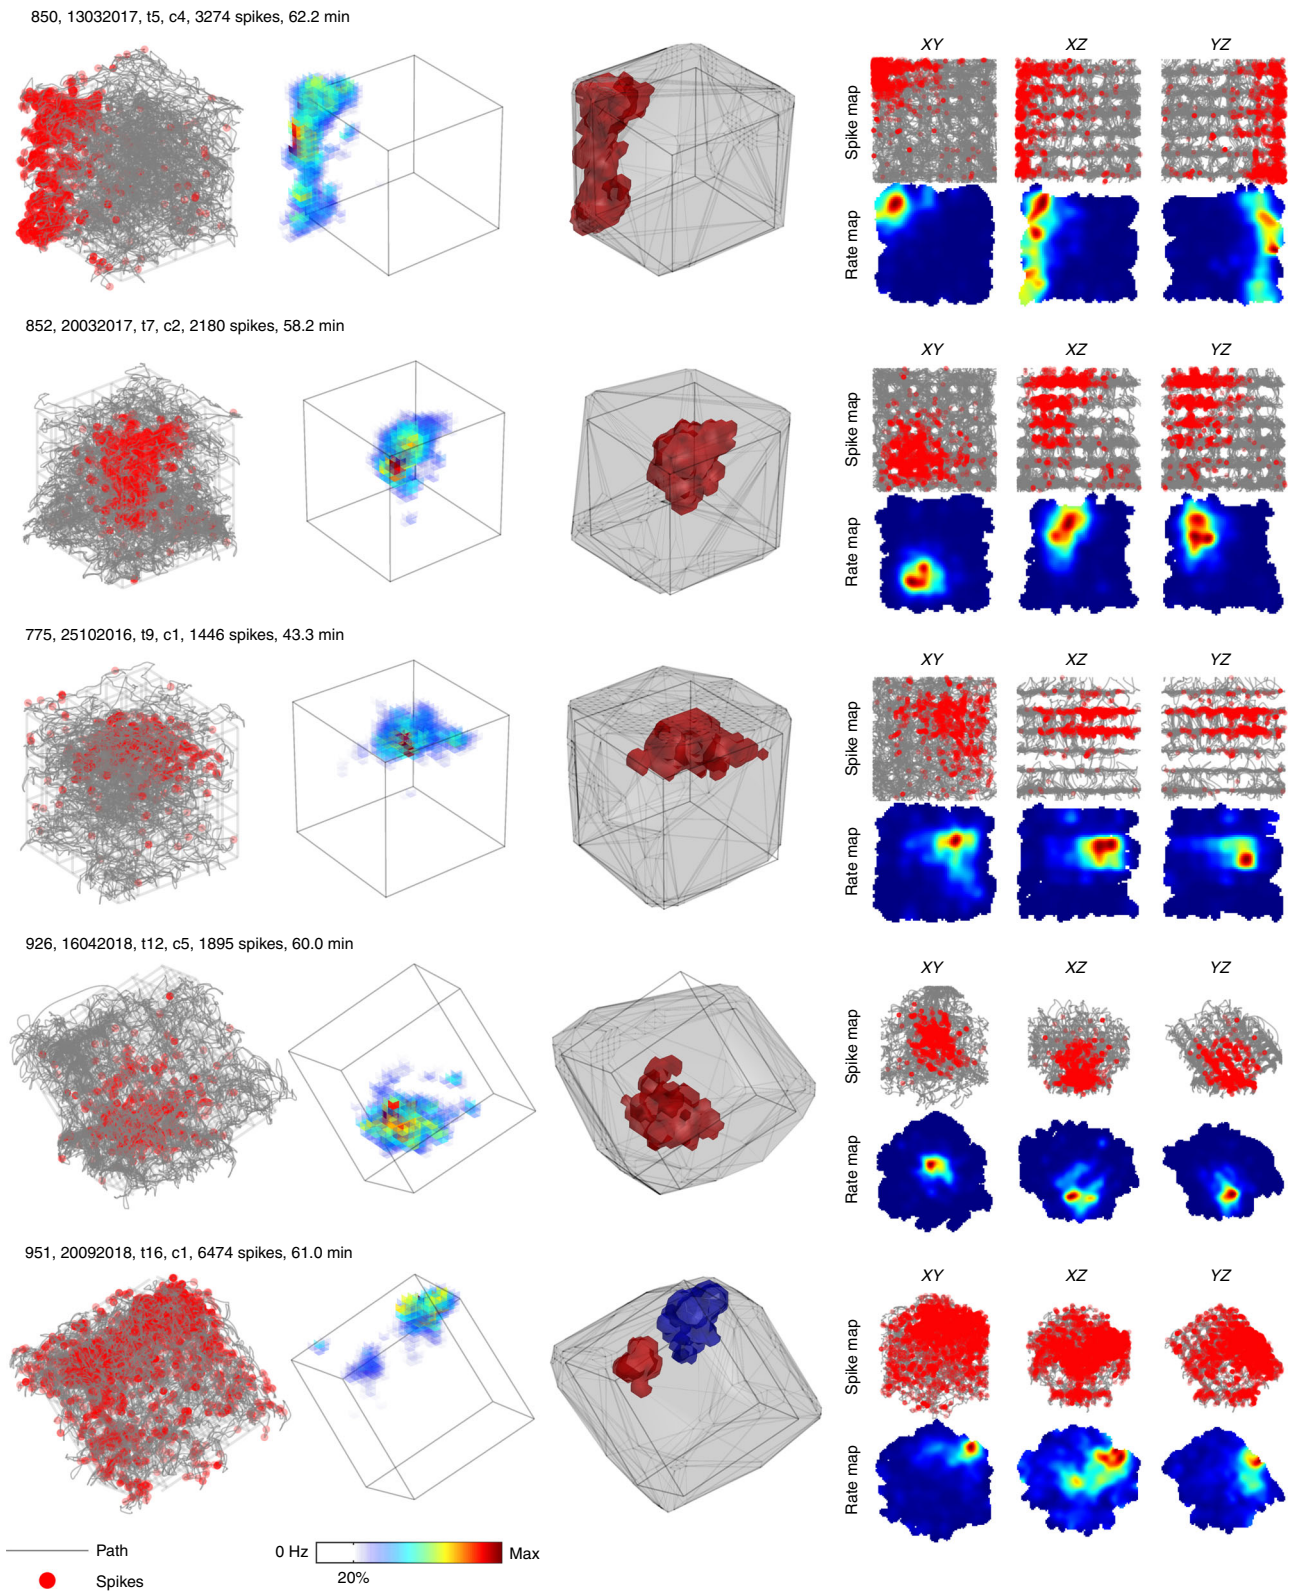 850, 13032017, t5, c4, 3274 spikes, 62.2 min
XY XZ YZ
Spike map
Rate map
852, 20032017, t7, c2, 2180 spikes, 58.2 min
XY XZ YZ
Spike map
Rate map
775, 25102016, t9, c1, 1446 spikes, 43.3 min
XY XZ YZ
Spike map
Rate map
926, 16042018, t12, c5, 1895 spikes, 60.0 min
XY XZ YZ
Spike map
Rate map
951, 20092018, t16, c1, 6474 spikes, 61.0 min
XY XZ YZ
Spike map
Rate map
Path
Spikes
0 Hz Max
20%